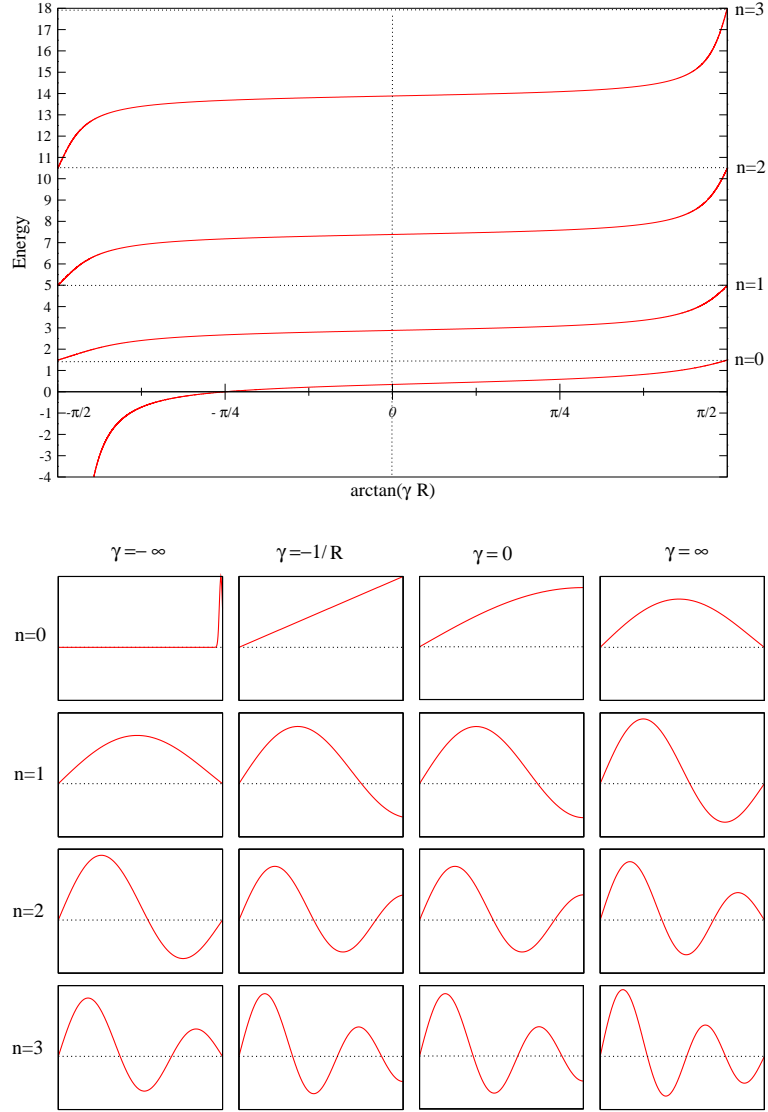 18
n=3
17
16
15
14
13
12
11
n=2
10
9
8
7
6
5
n=1
4
3
2
n=0
1
0
-1
-2
-3
-4
Energy
-π/2
- π/4
0
π/4
π/2
arctan(γ R)
γ=− ∞
γ=−1/R
γ= 0
γ= ∞
n=0
n=1
n=2
n=3